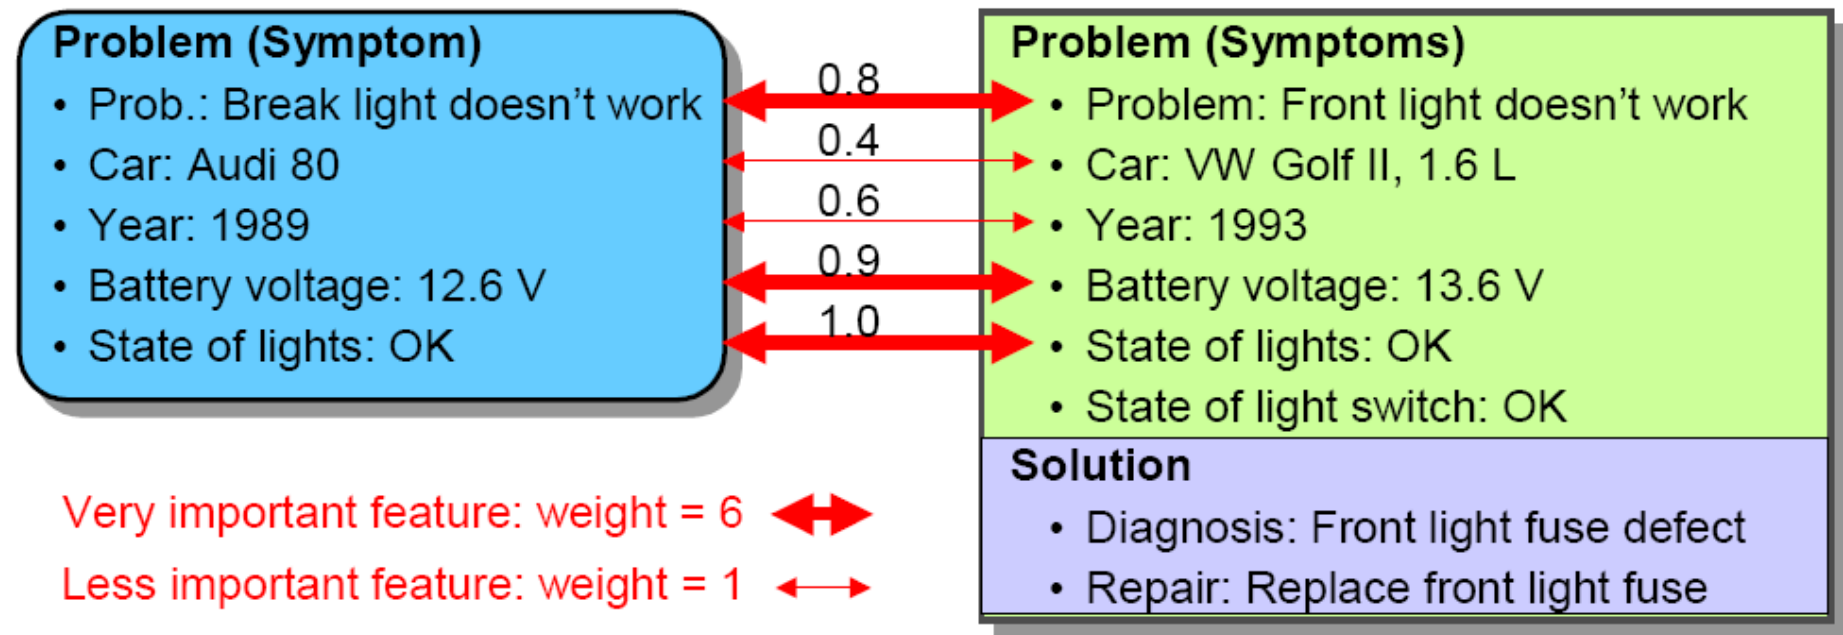 Problem (Symptom)
• Prob.: Break light doesn't work
• Car: Audi 80
• Year: 1989
• Battery voltage: 12.6 V
• State of lights: OK
0.8
0.4
0.6
0.9
1.0
Problem (Symptoms)
• Problem: Front light doesn't work
• Car: VW Golf II, 1.6 L
• Year: 1993
• Battery voltage: 13.6 V
• State of lights: OK
• State of light switch: OK
Solution
• Diagnosis: Front light fuse defect
• Repair: Replace front light fuse
Very important feature: weight = 6
Less important feature: weight = 1